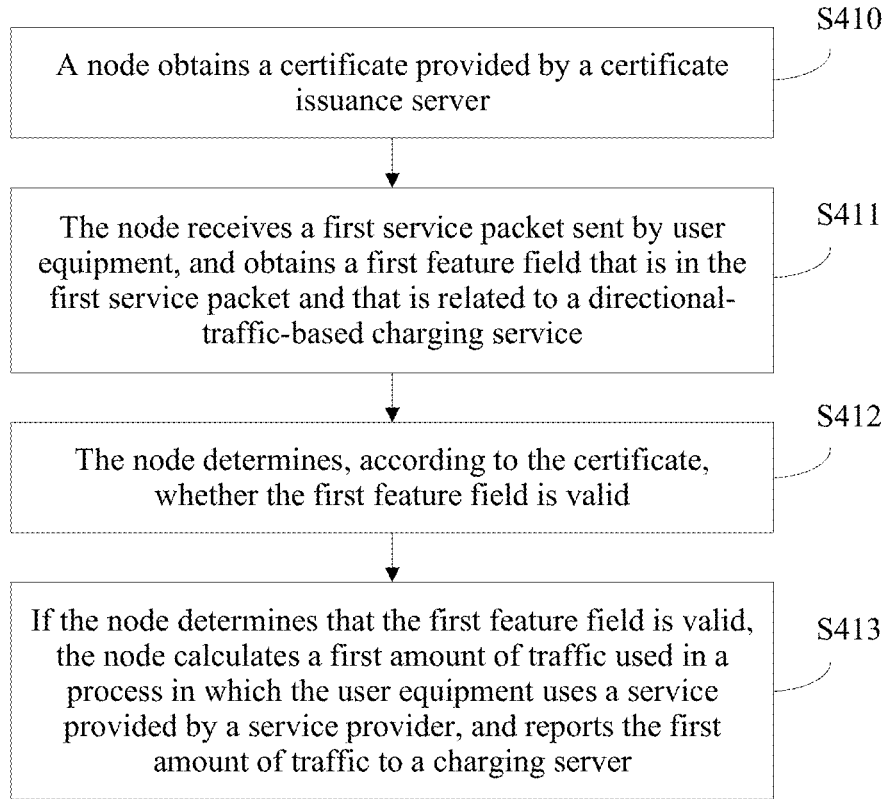 S410
A node obtains a certificate provided by a certificate
issuance server
S411
The node receives a first service packet sent by user
equipment, and obtains a first feature field that is in the
first service packet and that is related to a directional-
traffic-based charging service
S412
The node determines, according to the certificate,
whether the first feature field is valid
S413
If the node determines that the first feature field is valid,
the node calculates a first amount of traffic used in a
process in which the user equipment uses a service
provided by a service provider, and reports the first
amount of traffic to a charging server